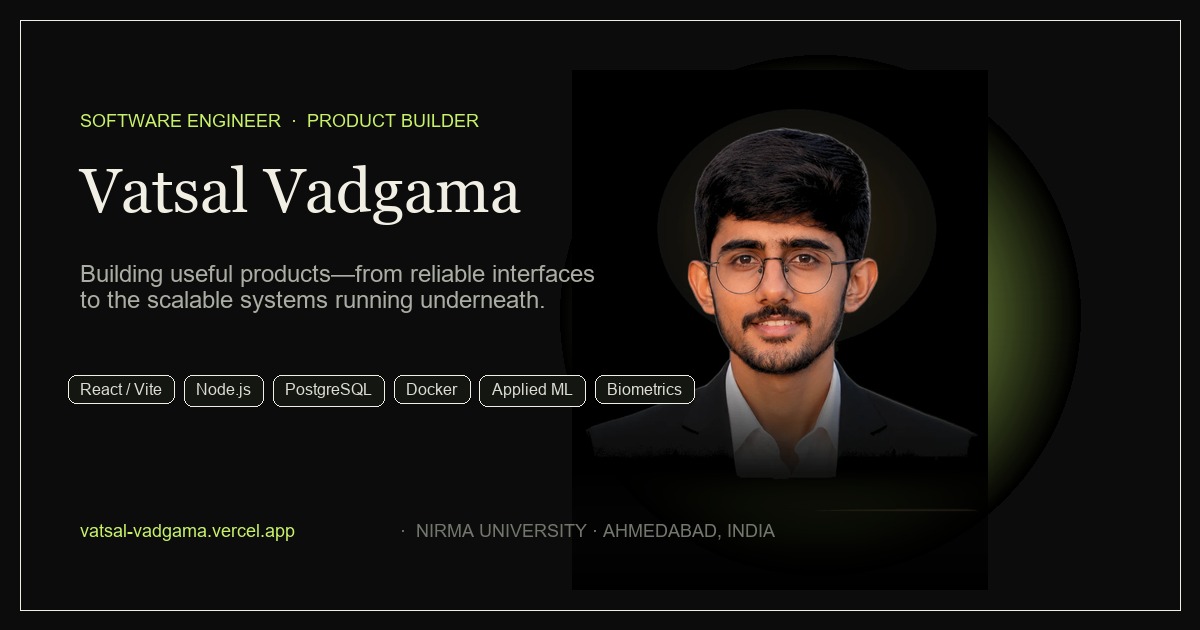 SOFTWARE ENGINEER · PRODUCT BUILDER
Vatsal Vadgama
Building useful products—from reliable interfaces
to the scalable systems running underneath.
React / Vite Node.js PostgreSQL Docker Applied ML Biometrics
vatsal-vadgama.vercel.app · NIRMA UNIVERSITY · AHMEDABAD, INDIA